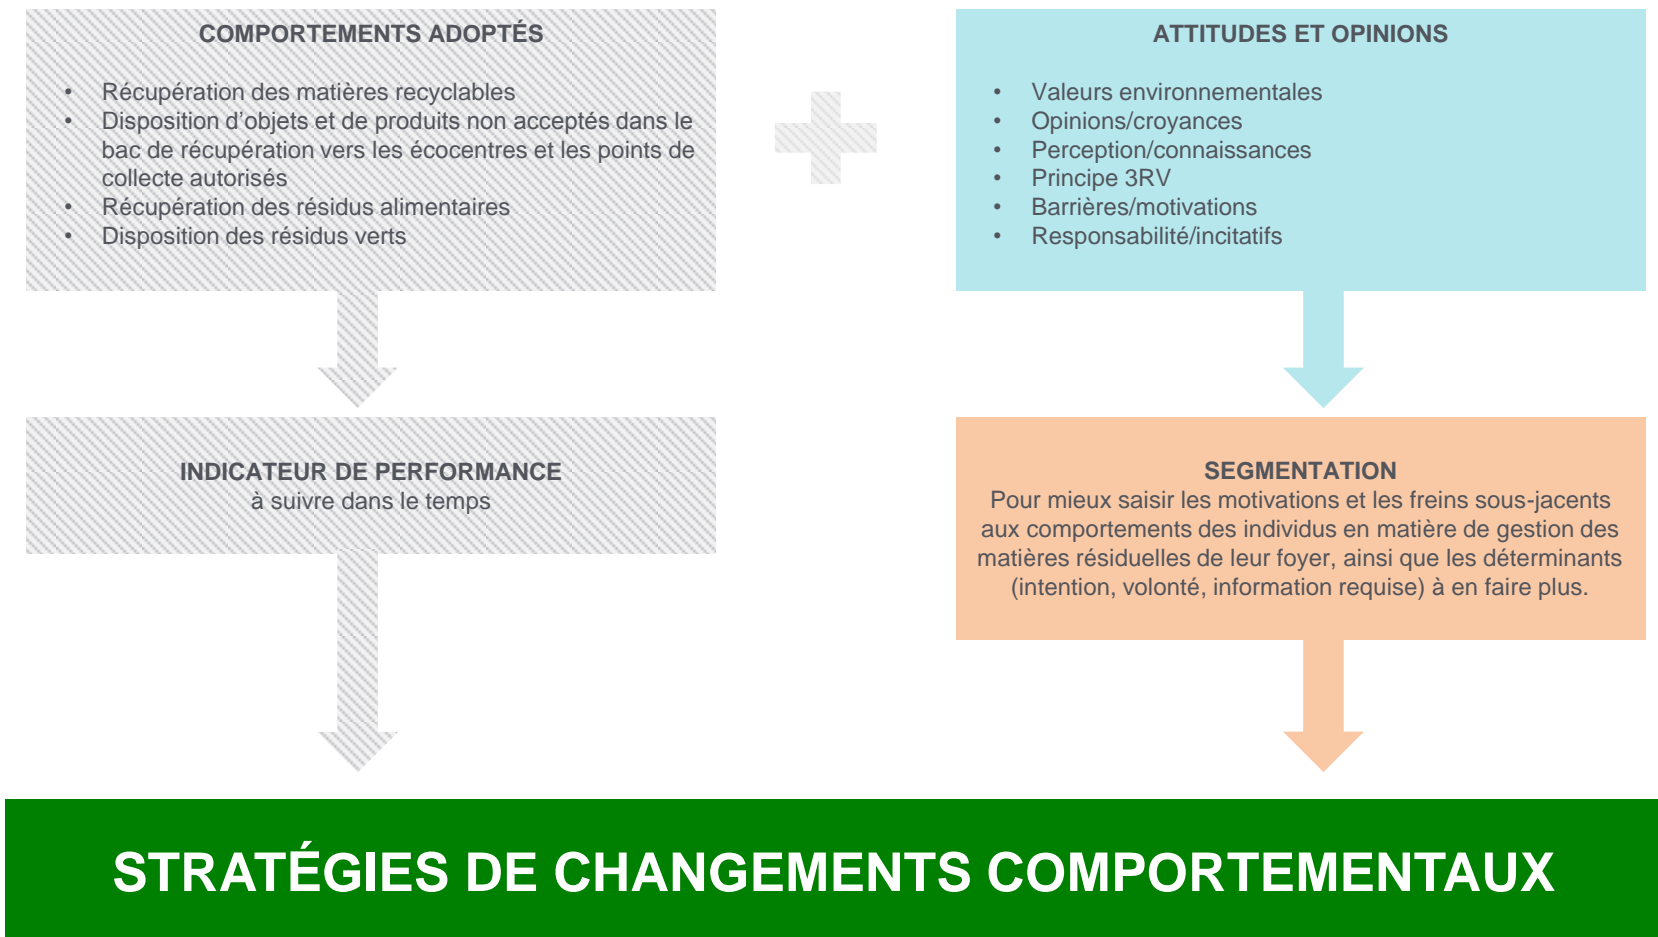 COMPORTEMENTS ADOPTÉS
• Récupération des matières recyclables
• Disposition d’objets et de produits non acceptés dans le
bac de récupération vers les écocentres et les points de
collecte autorisés
• Récupération des résidus alimentaires
• Disposition des résidus verts
ATTITUDES ET OPINIONS
• Valeurs environnementales
• Opinions/croyances
• Perception/connaissances
• Principe 3RV
• Barrières/motivations
• Responsabilité/incitatifs
INDICATEUR DE PERFORMANCE
à suivre dans le temps
SEGMENTATION
Pour mieux saisir les motivations et les freins sous-jacents
aux comportements des individus en matière de gestion des
matières résiduelles de leur foyer, ainsi que les déterminants
(intention, volonté, information requise) à en faire plus.
STRATÉGIES DE CHANGEMENTS COMPORTEMENTAUX